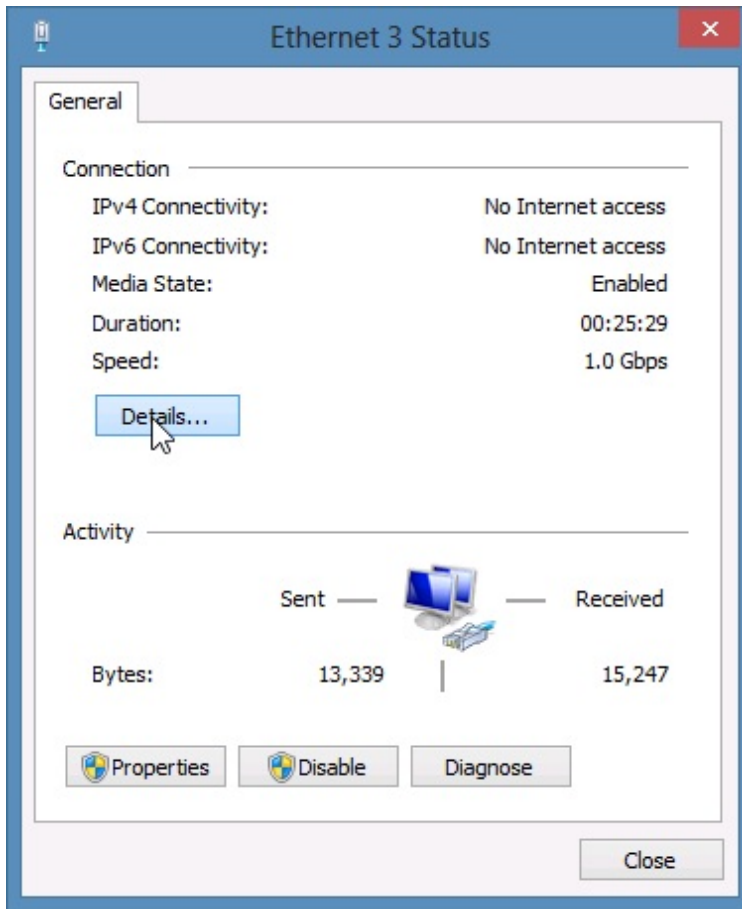 Ethernet 3 Status
General
Connection
IPv4 Connectivity: No Internet access
IPv6 Connectivity: No Internet access
Media State: Enabled
Duration: 00:25:29
Speed: 1.0 Gbps
Details...
Activity
Sent Received
Bytes: 13,339 15,247
Properties Disable Diagnose
Close